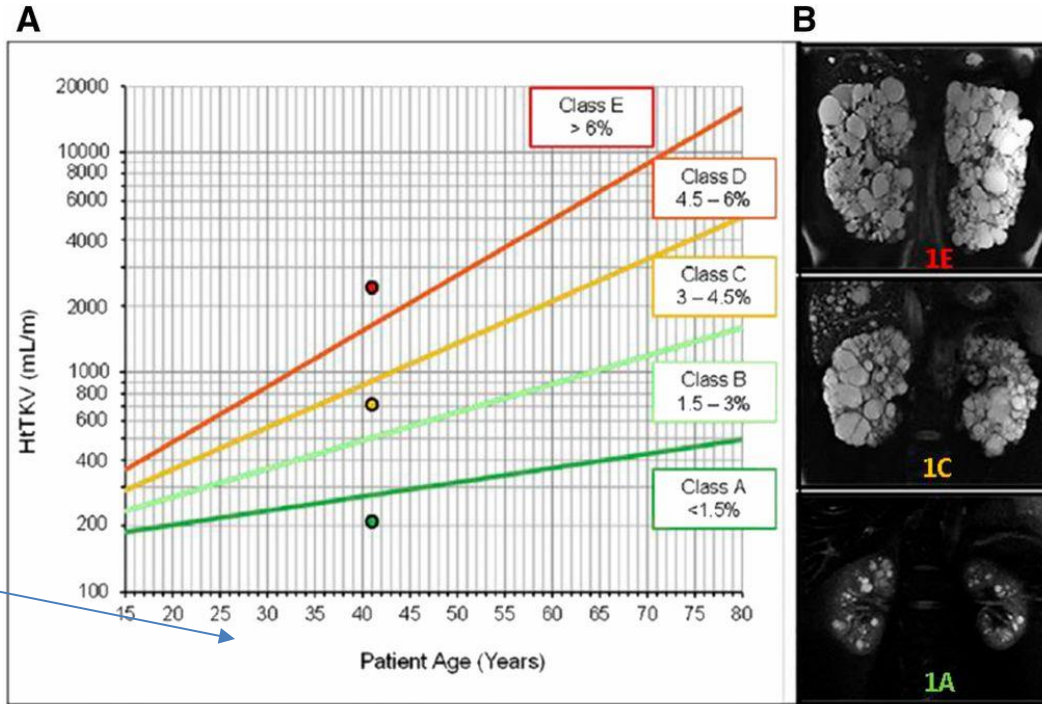 A
B
20000
10000
8000
6000
4000
2000
1000
800
600
400
200
100
HtTKV (mL/m)
15 20 25 30 35 40 45 50 55 60 65 70 75 80
Patient Age (Years)
Class E
> 6%
Class D
4.5 – 6%
Class C
3 – 4.5%
Class B
1.5 – 3%
Class A
<1.5%
1E
1C
1A